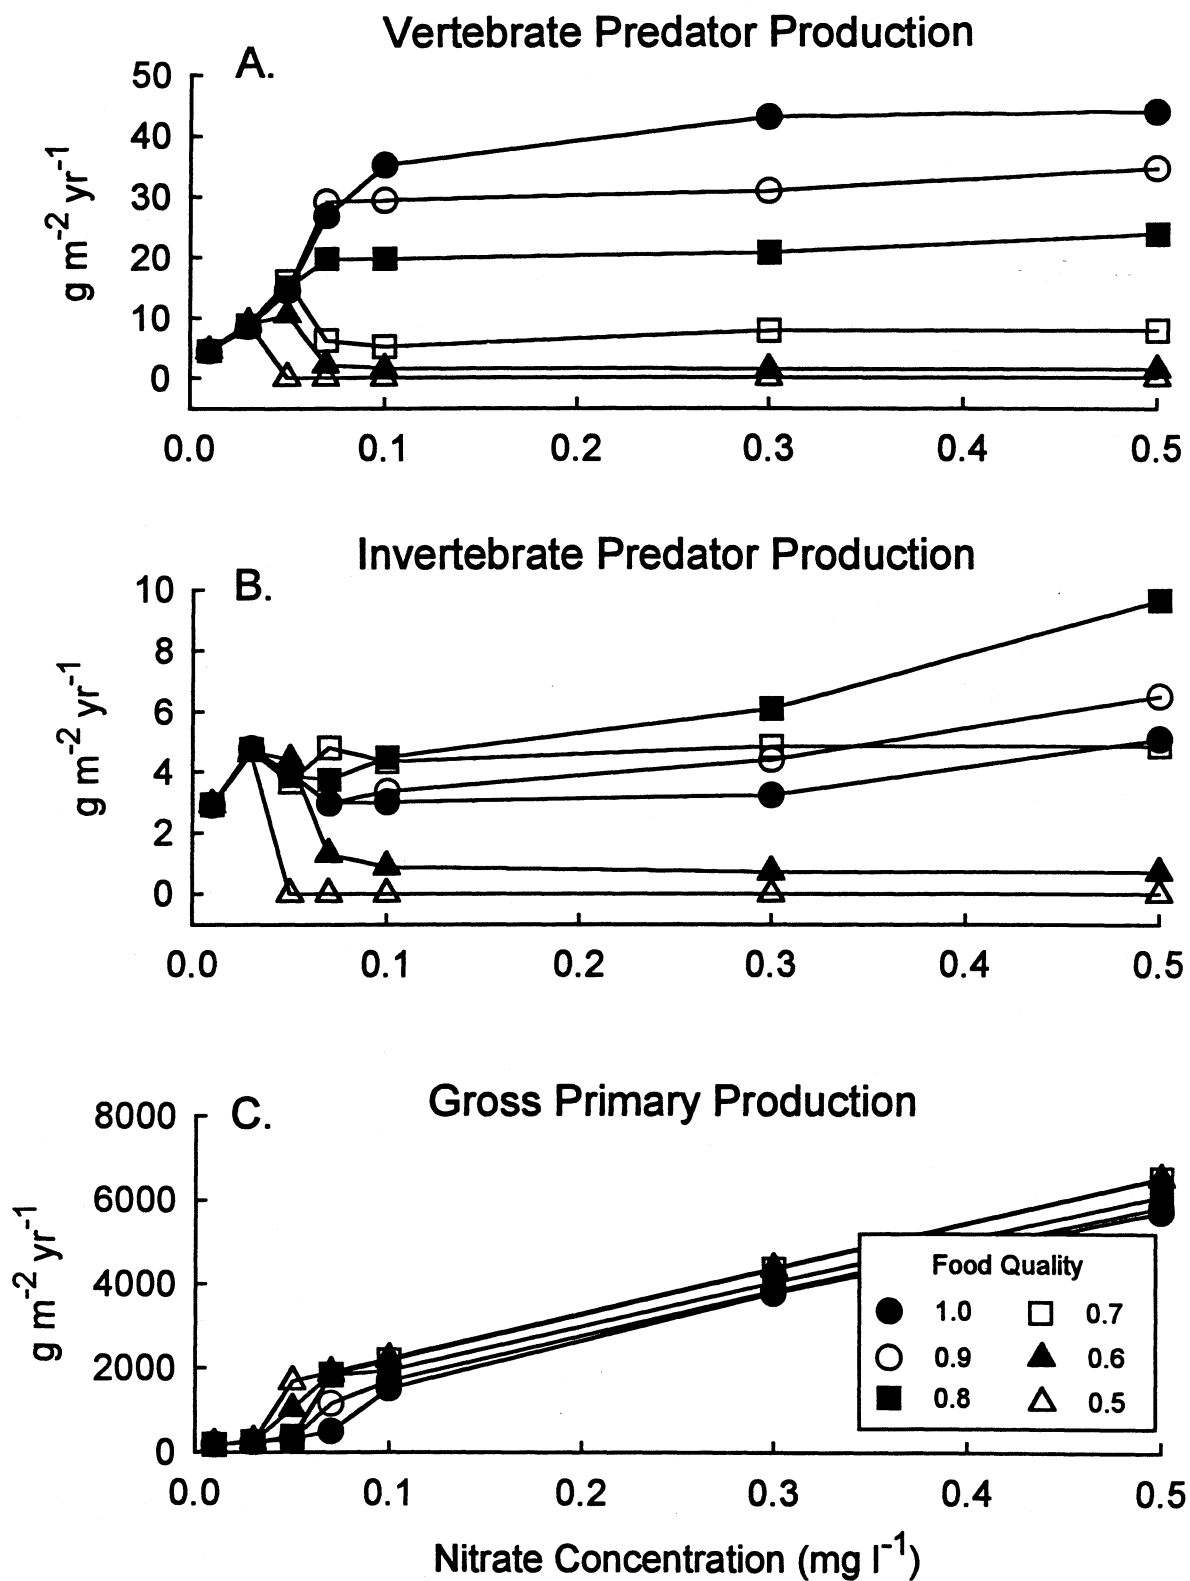 Vertebrate Predator Production
A.
50
40
30
20
10
0
g m-2 yr-1
0.0 0.1 0.2 0.3 0.4 0.5
Invertebrate Predator Production
B.
10
8
6
4
2
0
g m-2 yr-1
0.0 0.1 0.2 0.3 0.4 0.5
Gross Primary Production
C.
8000
6000
4000
2000
0
g m-2 yr-1
Food Quality
1.0 0.7
0.9 0.6
0.8 0.5
0.0 0.1 0.2 0.3 0.4 0.5
Nitrate Concentration (mg l-1)